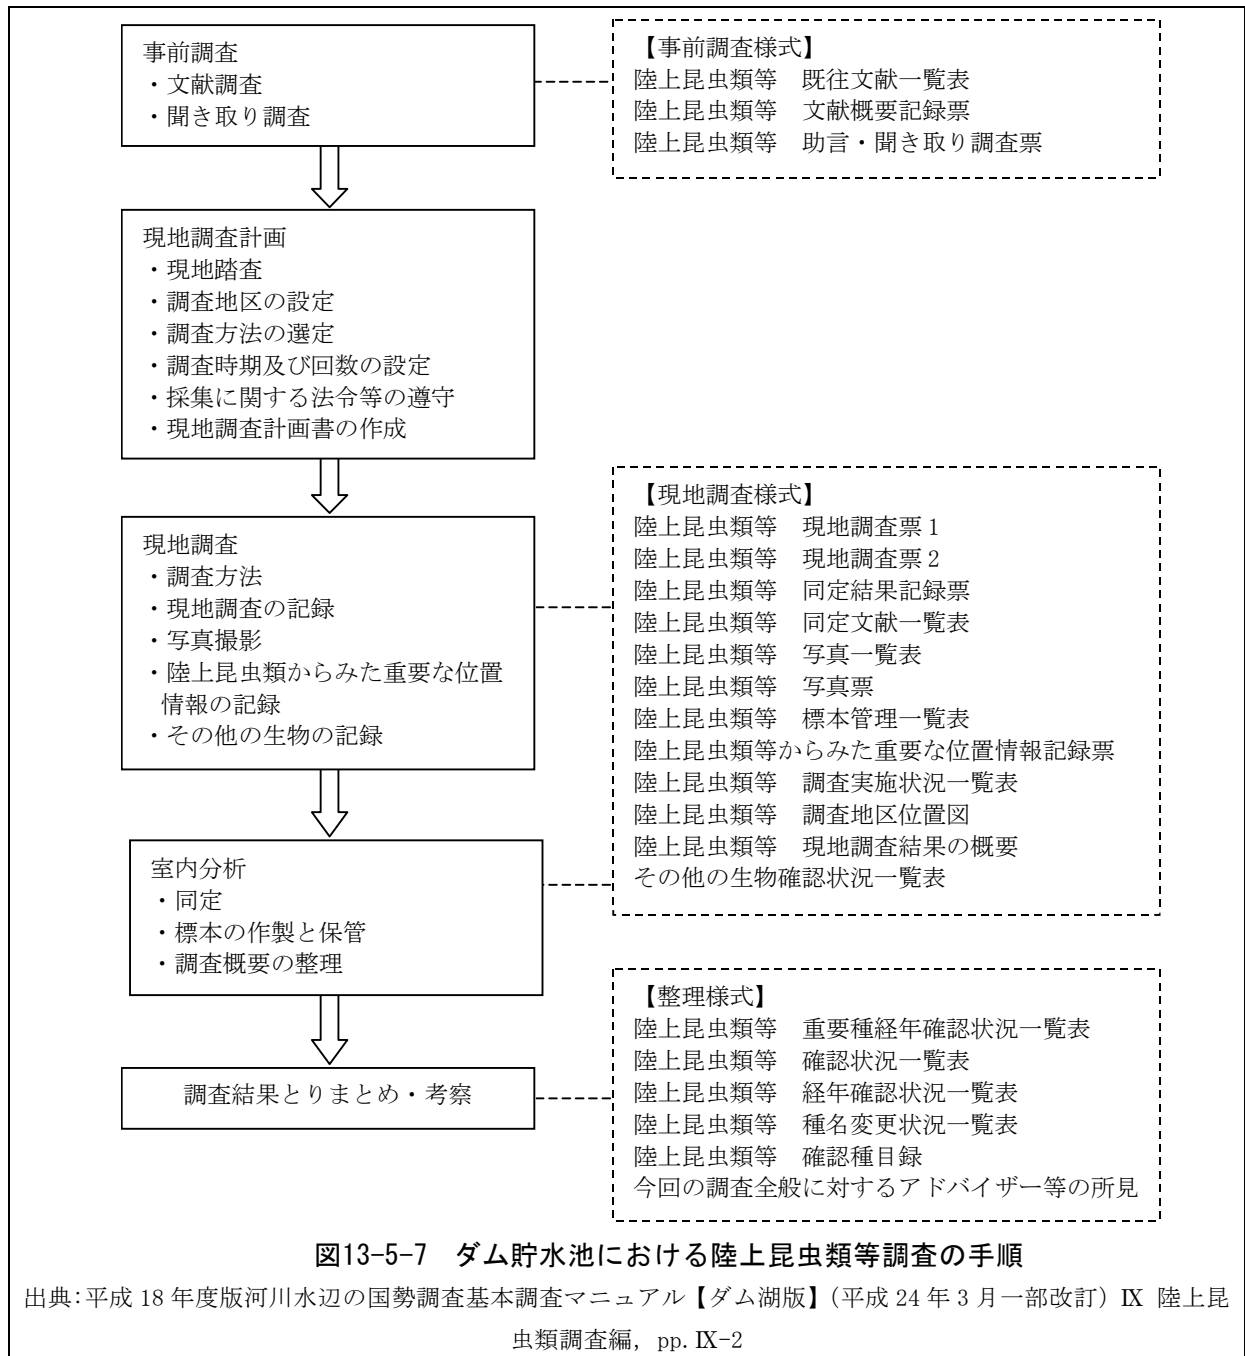 事前調査
・文献調査
・聞き取り調査
【事前調査様式】
陸上昆虫類等　既往文献一覧表
陸上昆虫類等　文献概要記録票
陸上昆虫類等　助言・聞き取り調査票
現地調査計画
・現地踏査
・調査地区の設定
・調査方法の選定
・調査時期及び回数の設定
・採集に関する法令等の遵守
・現地調査計画書の作成
現地調査
・調査方法
・現地調査の記録
・写真撮影
・陸上昆虫類からみた重要な位置
情報の記録
・その他の生物の記録
【現地調査様式】
陸上昆虫類等　現地調査票 1
陸上昆虫類等　現地調査票 2
陸上昆虫類等　同定結果記録票
陸上昆虫類等　同定文献一覧表
陸上昆虫類等　写真一覧表
陸上昆虫類等　写真票
陸上昆虫類等　標本管理一覧表
陸上昆虫類等からみた重要な位置情報記録票
陸上昆虫類等　調査実施状況一覧表
陸上昆虫類等　調査地区位置図
陸上昆虫類等　現地調査結果の概要
その他の生物確認状況一覧表
室内分析
・同定
・標本の作製と保管
・調査概要の整理
調査結果とりまとめ・考察
【整理様式】
陸上昆虫類等　重要種経年確認状況一覧表
陸上昆虫類等　確認状況一覧表
陸上昆虫類等　経年確認状況一覧表
陸上昆虫類等　種名変更状況一覧表
陸上昆虫類等　確認種目録
今回の調査全般に対するアドバイザー等の所見
図13-5-7　ダム貯水池における陸上昆虫類等調査の手順
出典:平成 18 年度版河川水辺の国勢調査基本調査マニュアル【ダム湖版】（平成 24 年 3 月一部改訂）Ⅸ 陸上昆
虫類調査編, pp.Ⅸ-2